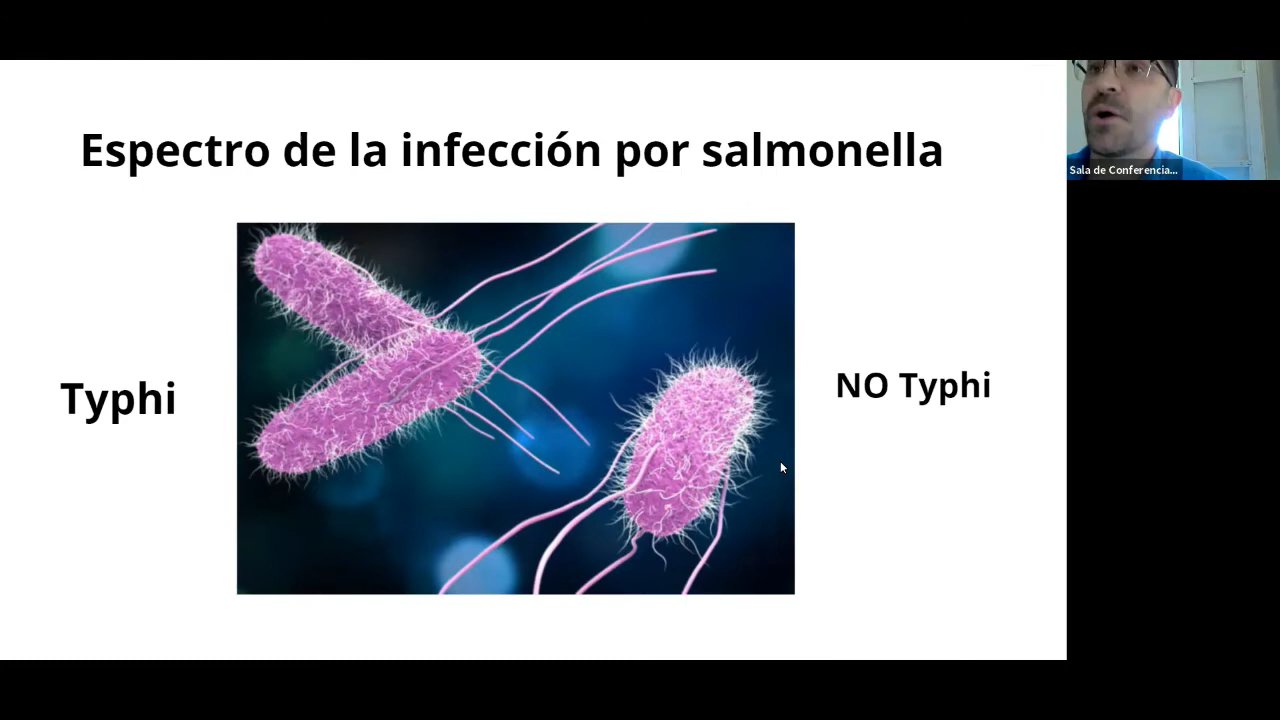 Espectro de la infección por salmonella
Typhi
NO Typhi
Sala de Conferencia...